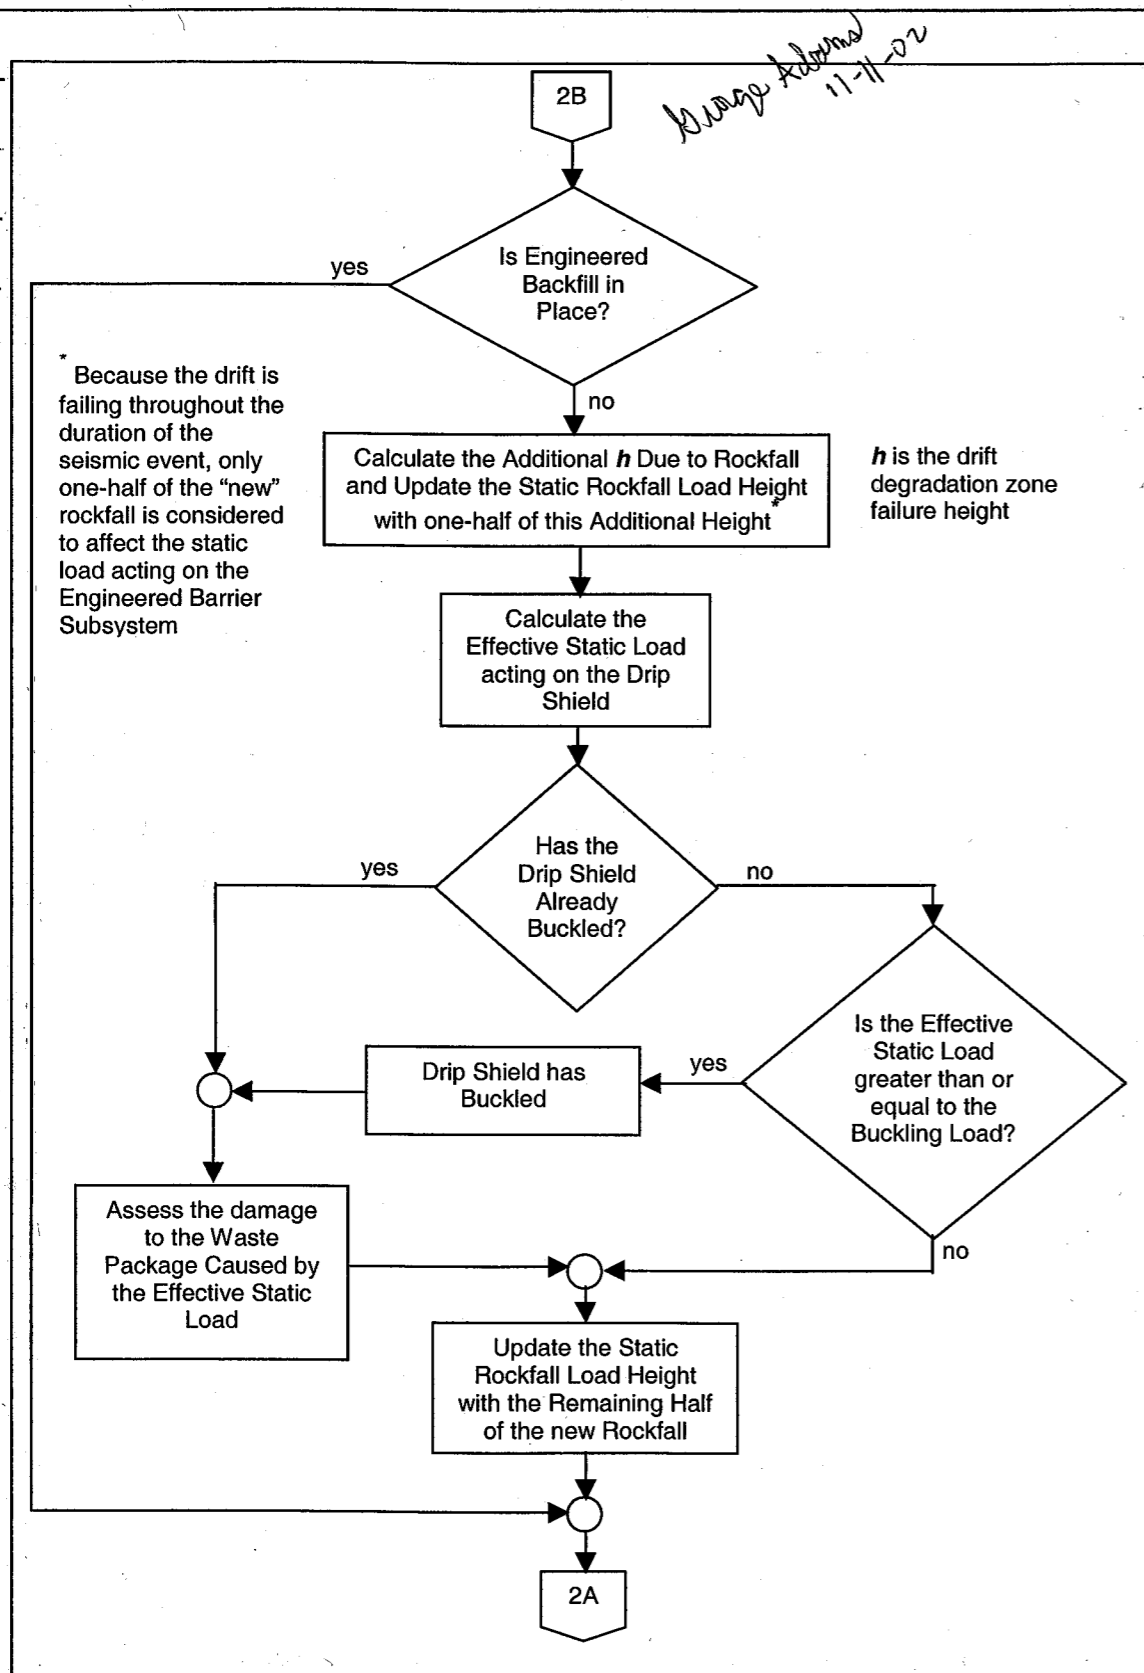 George Adams
11-11-02
2B
Is Engineered
Backfill in
Place?
yes
no
*
Because the drift is
failing throughout the
duration of the
seismic event, only
one-half of the “new”
rockfall is considered
to affect the static
load acting on the
Engineered Barrier
Subsystem
Calculate the Additional h Due to Rockfall
and Update the Static Rockfall Load Height
with one-half of this Additional Height*
h is the drift
degradation zone
failure height
Calculate the
Effective Static Load
acting on the Drip
Shield
Has the
Drip Shield
Already
Buckled?
yes
no
Is the Effective
Static Load
greater than or
equal to the
Buckling Load?
yes
no
Drip Shield has
Buckled
Assess the damage
to the Waste
Package Caused by
the Effective Static
Load
Update the Static
Rockfall Load Height
with the Remaining Half
of the new Rockfall
2A